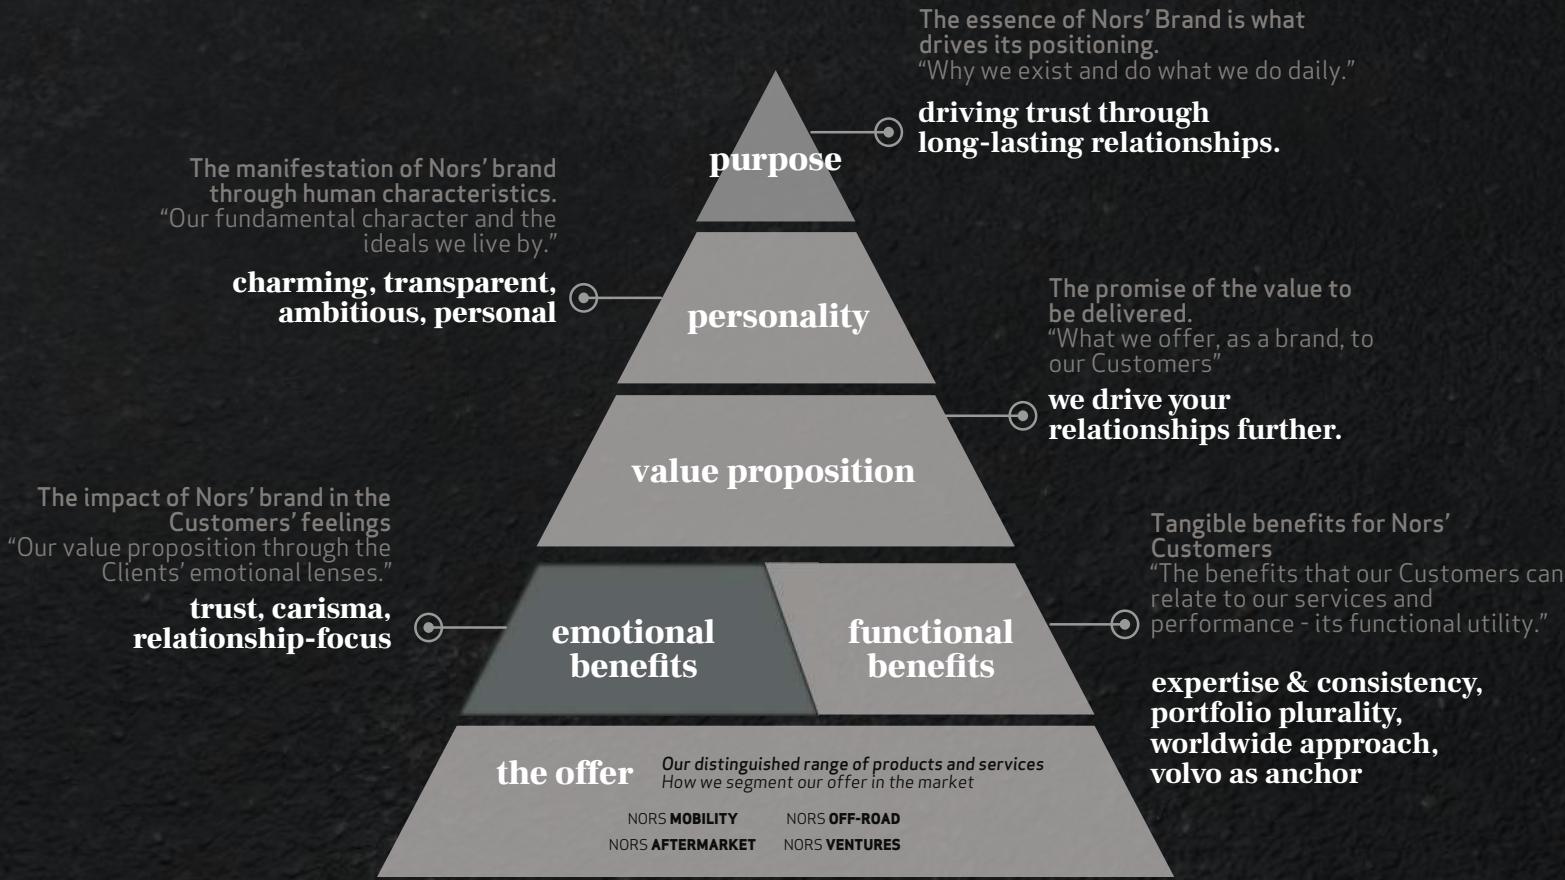 The essence of Nors’ Brand is what
drives its positioning.
“Why we exist and do what we do daily.”
driving trust through
long-lasting relationships.
purpose
The manifestation of Nors’ brand
through human characteristics.
“Our fundamental character and the
ideals we live by.”
charming, transparent,
ambitious, personal
personality
The promise of the value to
be delivered.
“What we offer, as a brand, to
our Customers”
we drive your
relationships further.
value proposition
The impact of Nors’ brand in the
Customers’ feelings
“Our value proposition through the
Clients’ emotional lenses.”
trust, carisma,
relationship-focus
emotional
benefits
functional
benefits
Tangible benefits for Nors’
Customers
“The benefits that our Customers can
relate to our services and
performance - its functional utility.”
expertise & consistency,
portfolio plurality,
worldwide approach,
volvo as anchor
the offer
Our distinguished range of products and services
How we segment our offer in the market
NORS MOBILITY
NORS OFF-ROAD
NORS AFTERMARKET
NORS VENTURES